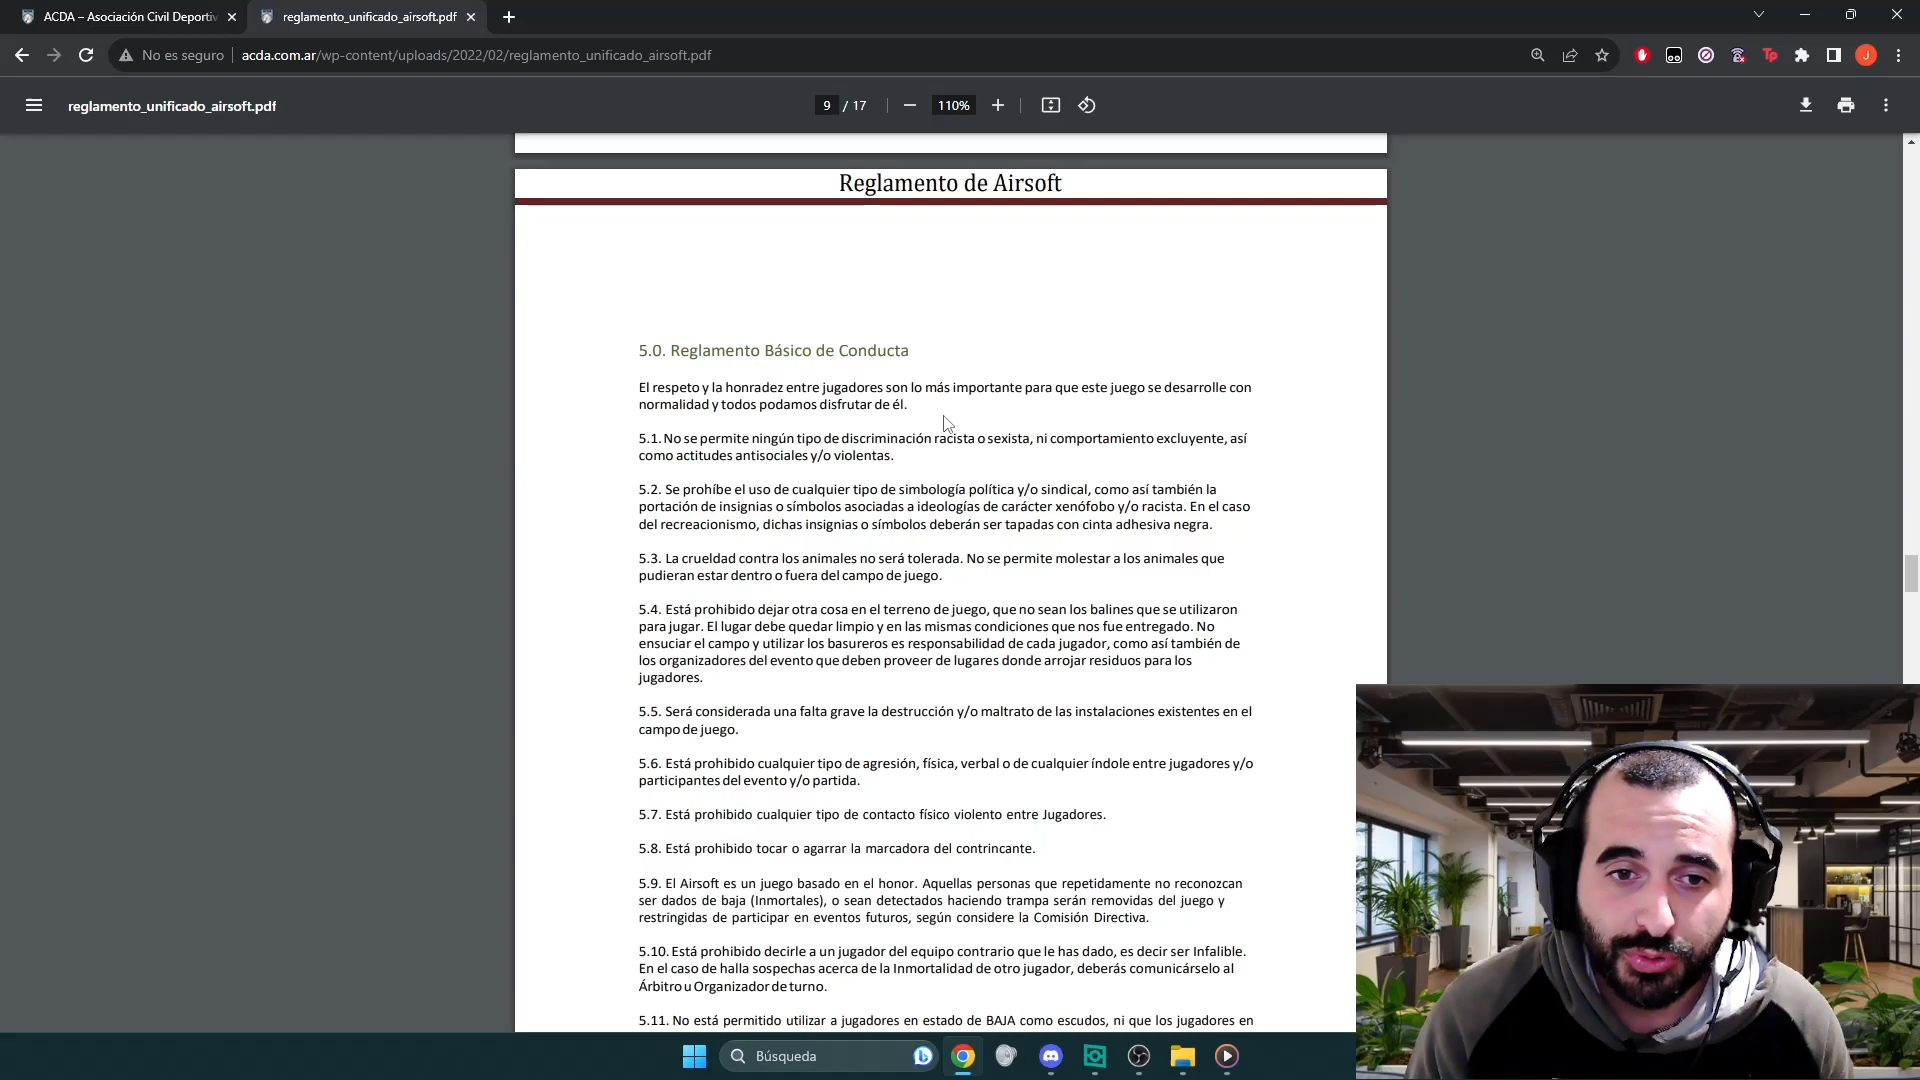 ACDA – Asociación Civil Deportiv
reglamento_unificado_airsoft.pdf
No es seguro
acda.com.ar/wp-content/uploads/2022/02/reglamento_unificado_airsoft.pdf
Tp
J
reglamento_unificado_airsoft.pdf
9 / 17
110%
Reglamento de Airsoft
5.0. Reglamento Básico de Conducta
El respeto y la honradez entre jugadores son lo más importante para que este juego se desarrolle con
normalidad y todos podamos disfrutar de él.
5.1. No se permite ningún tipo de discriminación racista o sexista, ni comportamiento excluyente, así
como actitudes antisociales y/o violentas.
5.2. Se prohíbe el uso de cualquier tipo de simbología política y/o sindical, como así también la
portación de insignias o símbolos asociadas a ideologías de carácter xenófobo y/o racista. En el caso
del recreacionismo, dichas insignias o símbolos deberán ser tapadas con cinta adhesiva negra.
5.3. La crueldad contra los animales no será tolerada. No se permite molestar a los animales que
pudieran estar dentro o fuera del campo de juego.
5.4. Está prohibido dejar otra cosa en el terreno de juego, que no sean los balines que se utilizaron
para jugar. El lugar debe quedar limpio y en las mismas condiciones que nos fue entregado. No
ensuciar el campo y utilizar los basureros es responsabilidad de cada jugador, como así también de
los organizadores del evento que deben proveer de lugares donde arrojar residuos para los
jugadores.
5.5. Será considerada una falta grave la destrucción y/o maltrato de las instalaciones existentes en el
campo de juego.
5.6. Está prohibido cualquier tipo de agresión, física, verbal o de cualquier índole entre jugadores y/o
participantes del evento y/o partida.
5.7. Está prohibido cualquier tipo de contacto físico violento entre Jugadores.
5.8. Está prohibido tocar o agarrar la marcadora del contrincante.
5.9. El Airsoft es un juego basado en el honor. Aquellas personas que repetidamente no reconozcan
ser dados de baja (Inmortales), o sean detectados haciendo trampa serán removidas del juego y
restringidas de participar en eventos futuros, según considere la Comisión Directiva.
5.10. Está prohibido decirle a un jugador del equipo contrario que le has dado, es decir ser Infalible.
En el caso de halla sospechas acerca de la Inmortalidad de otro jugador, deberás comunicárselo al
Árbitro u Organizador de turno.
5.11. No está permitido utilizar a jugadores en estado de BAJA como escudos, ni que los jugadores en
Búsqueda